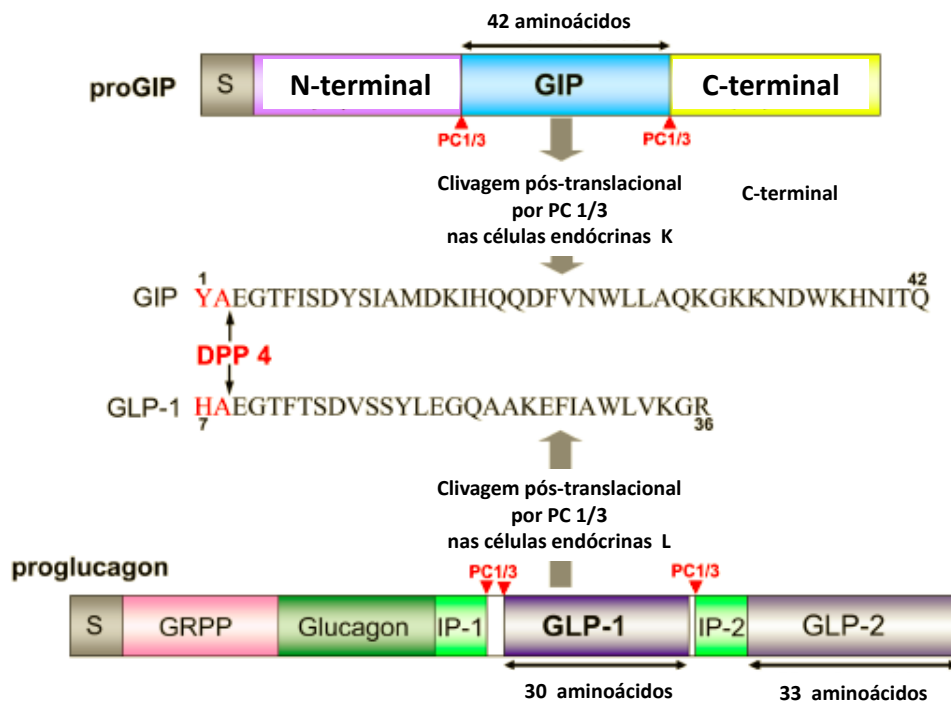 42 aminoácidos
proGIP
S
N-terminal
GIP
C-terminal
PC1/3
PC1/3
Clivagem pós-translacional
por PC 1/3
nas células endócrinas K
C-terminal
1
42
GIP
YAEGTFISDYSIAMDKIHQQDFVNWLLAQKGKKNDWKHNITQ
DPP 4
GLP-1
HAEGTFTSDVSSYLEGQAAKEFIAWLVKGR
7
36
Clivagem pós-translacional
por PC 1/3
nas células endócrinas L
proglucagon
PC1/3
PC1/3
S
GRPP
Glucagon
IP-1
GLP-1
IP-2
GLP-2
30 aminoácidos
33 aminoácidos